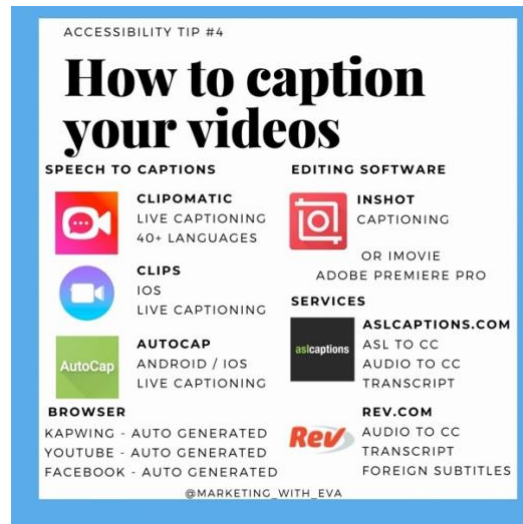 ACCESSIBILITY TIP #4
How to caption
your videos
SPEECH TO CAPTIONS
CLIPOMATIC
LIVE CAPTIONING
40+ LANGUAGES
CLIPS
IOS
LIVE CAPTIONING
AutoCap
AUTOCAP
ANDROID / IOS
LIVE CAPTIONING
BROWSER
KAPWING - AUTO GENERATED
YOUTUBE - AUTO GENERATED
FACEBOOK - AUTO GENERATED
EDITING SOFTWARE
INSHOT
CAPTIONING
OR IMOVIE
ADOBE PREMIERE PRO
SERVICES
aslcaptions
ASLCAPTIONS.COM
ASL TO CC
AUDIO TO CC
TRANSCRIPT
Rev
REV.COM
AUDIO TO CC
TRANSCRIPT
FOREIGN SUBTITLES
@MARKETING_WITH_EVA